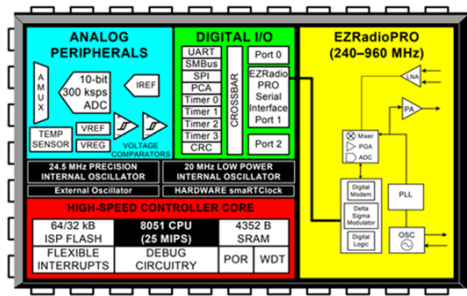 ANALOG
PERIPHERALS
AMUX
10-bit
300 ksps
ADC
IREF
TEMP
SENSOR
VREF
VREG
VOLTAGE
COMPARATORS
DIGITAL I/O
UART
SMBus
SPI
PCA
Timer 0
Timer 1
Timer 2
Timer 3
CRC
CROSSBAR
Port 0
EZRadio
PRO
Serial
Interface
Port 1
Port 2
EZRadioPRO
(240–960 MHz)
LNA
PA
Mixer
PGA
ADC
Digital
Modem
Delta
Sigma
Modulator
Digital
Logic
PLL
OSC
24.5 MHz PRECISION
INTERNAL OSCILLATOR
20 MHz LOW POWER
INTERNAL OSCILLATOR
External Oscillator
HARDWARE smaRTClock
HIGH-SPEED CONTROLLER CORE
64/32 kB
ISP FLASH
8051 CPU
(25 MIPS)
4352 B
SRAM
FLEXIBLE
INTERRUPTS
DEBUG
CIRCUITRY
POR
WDT